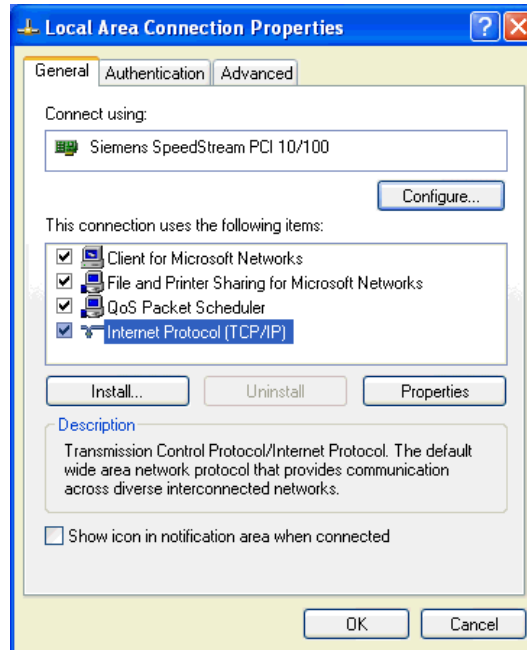 Local Area Connection Properties
General Authentication Advanced
Connect using:
Siemens SpeedStream PCI 10/100
Configure...
This connection uses the following items:
Client for Microsoft Networks
File and Printer Sharing for Microsoft Networks
QoS Packet Scheduler
Internet Protocol (TCP/IP)
Install... Uninstall Properties
Description
Transmission Control Protocol/Internet Protocol. The default
wide area network protocol that provides communication
across diverse interconnected networks.
Show icon in notification area when connected
OK Cancel